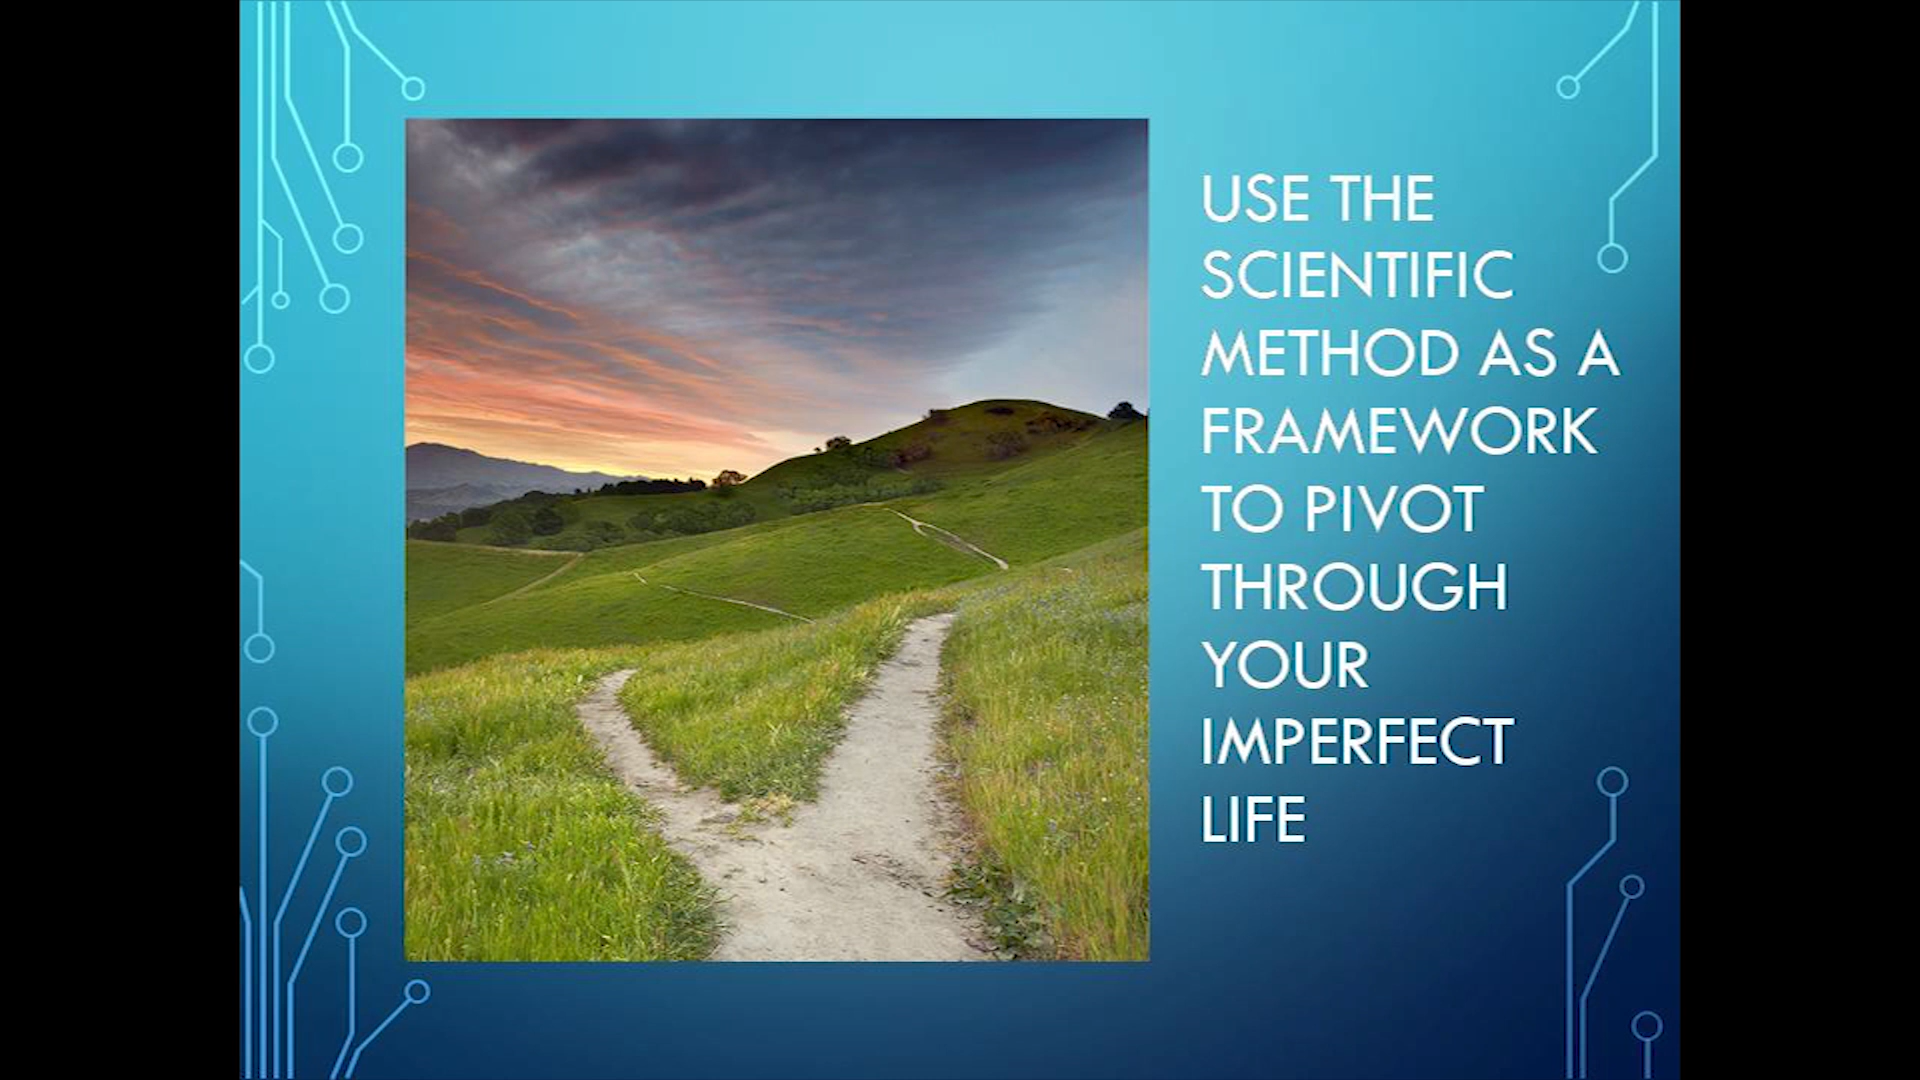 USE THE
SCIENTIFIC
METHOD AS A
FRAMEWORK
TO PIVOT
THROUGH
YOUR
IMPERFECT
LIFE